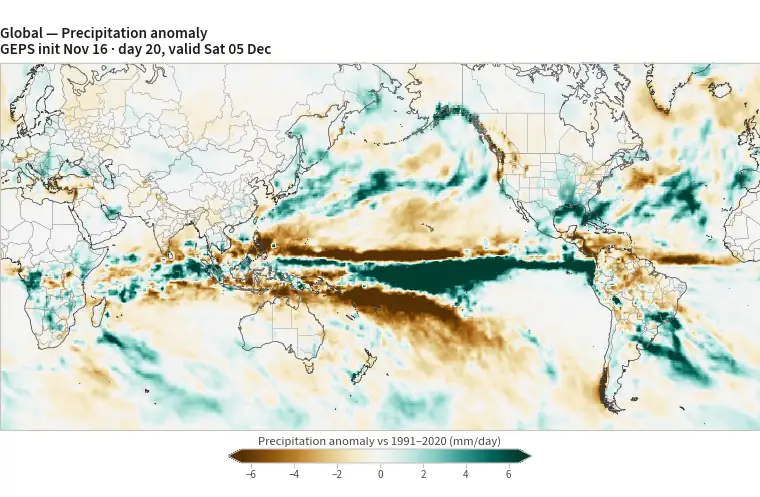 Global — Precipitation anomaly
GEPS init Nov 16 · day 20, valid Sat 05 Dec
Precipitation anomaly vs 1991–2020 (mm/day)
−6 −4 −2 0 2 4 6